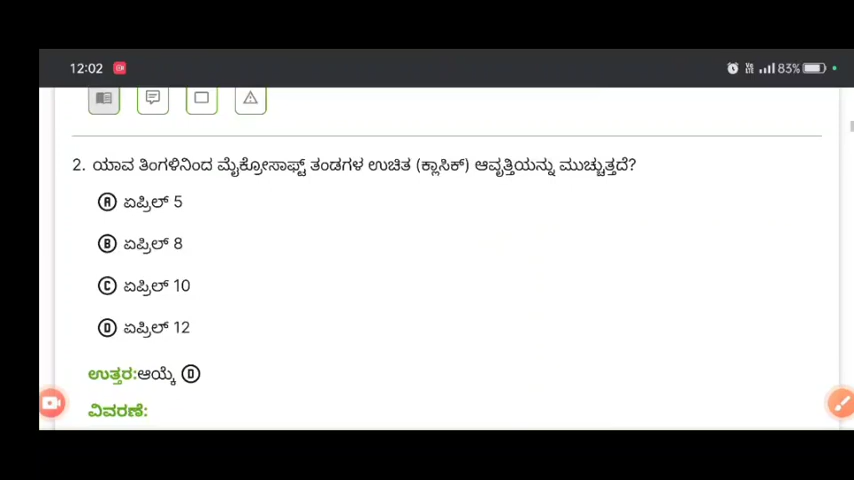 12:02 83%
2. ಯಾವ ತಿಂಗಳಿನಿಂದ ಮೈಕ್ರೋಸಾಫ್ಟ್ ತಂಡಗಳ ಉಚಿತ (ಕ್ಲಾಸಿಕ್) ಆವೃತ್ತಿಯನ್ನು ಮುಚ್ಚುತ್ತದೆ?
A ಏಪ್ರಿಲ್ 5
B ಏಪ್ರಿಲ್ 8
C ಏಪ್ರಿಲ್ 10
D ಏಪ್ರಿಲ್ 12
ಉತ್ತರ:ಆಯ್ಕೆ D
ವಿವರಣೆ: